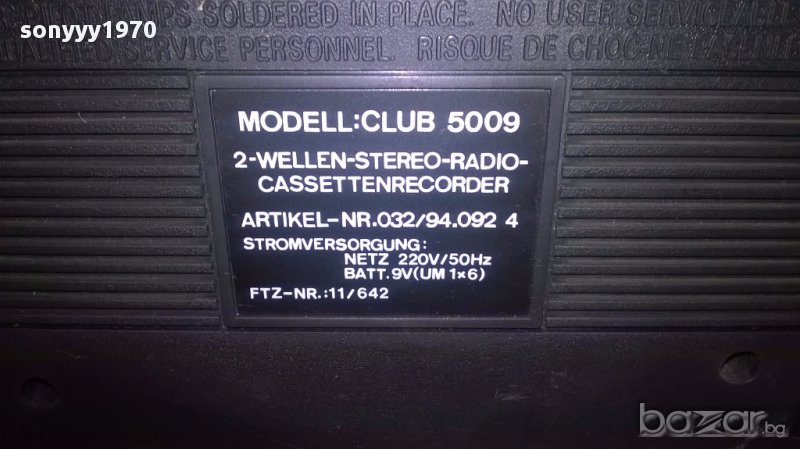 sonyyy1970
SOLDERED IN PLACE. NO USER
SERVICE PERSONNEL. RISQUE DE
MODELL:CLUB 5009
2-WELLEN-STEREO-RADIO-
CASSETTENRECORDER
ARTIKEL-NR.032/94.092 4
STROMVERSORGUNG:
NETZ 220V/50Hz
BATT.9V(UM 1×6)
FTZ-NR.:11/642
bazar.bg